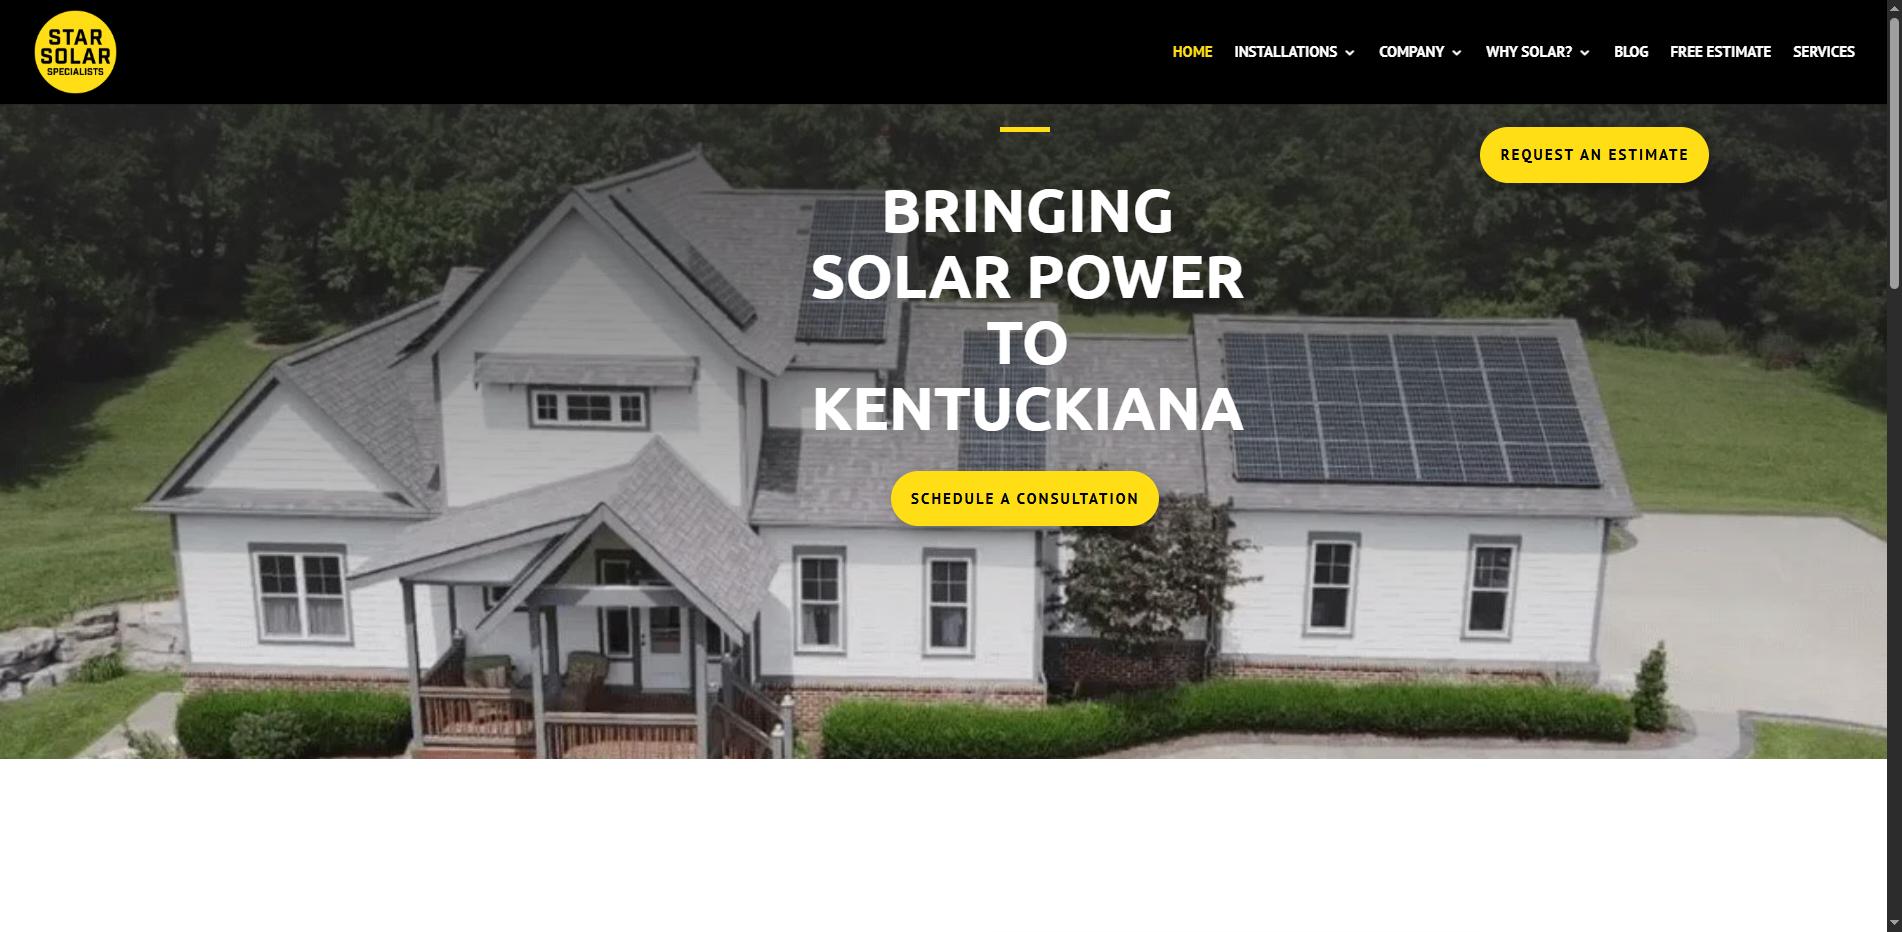 STAR
SOLAR
SPECIALISTS
HOME
INSTALLATIONS
COMPANY
WHY SOLAR?
BLOG
FREE ESTIMATE
SERVICES
REQUEST AN ESTIMATE
BRINGING
SOLAR POWER
TO
KENTUCKIANA
SCHEDULE A CONSULTATION